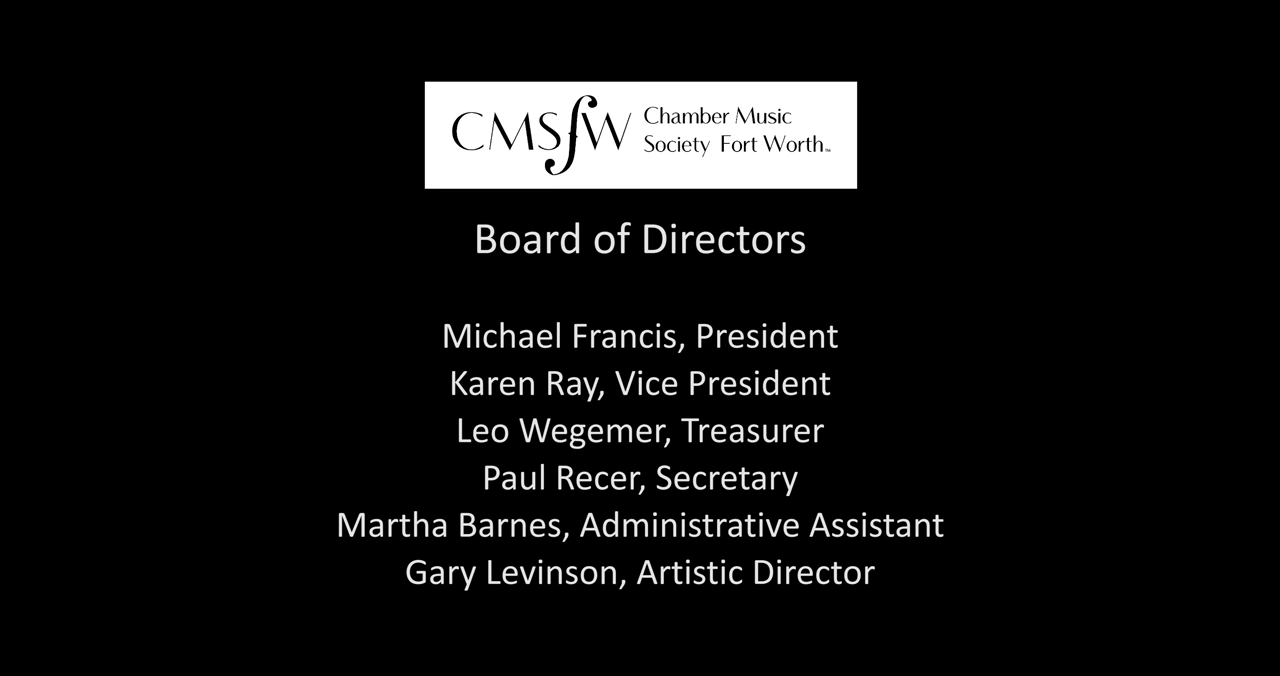 CMSfW Chamber Music
Society Fort Worth™
Board of Directors
Michael Francis, President
Karen Ray, Vice President
Leo Wegemer, Treasurer
Paul Recer, Secretary
Martha Barnes, Administrative Assistant
Gary Levinson, Artistic Director